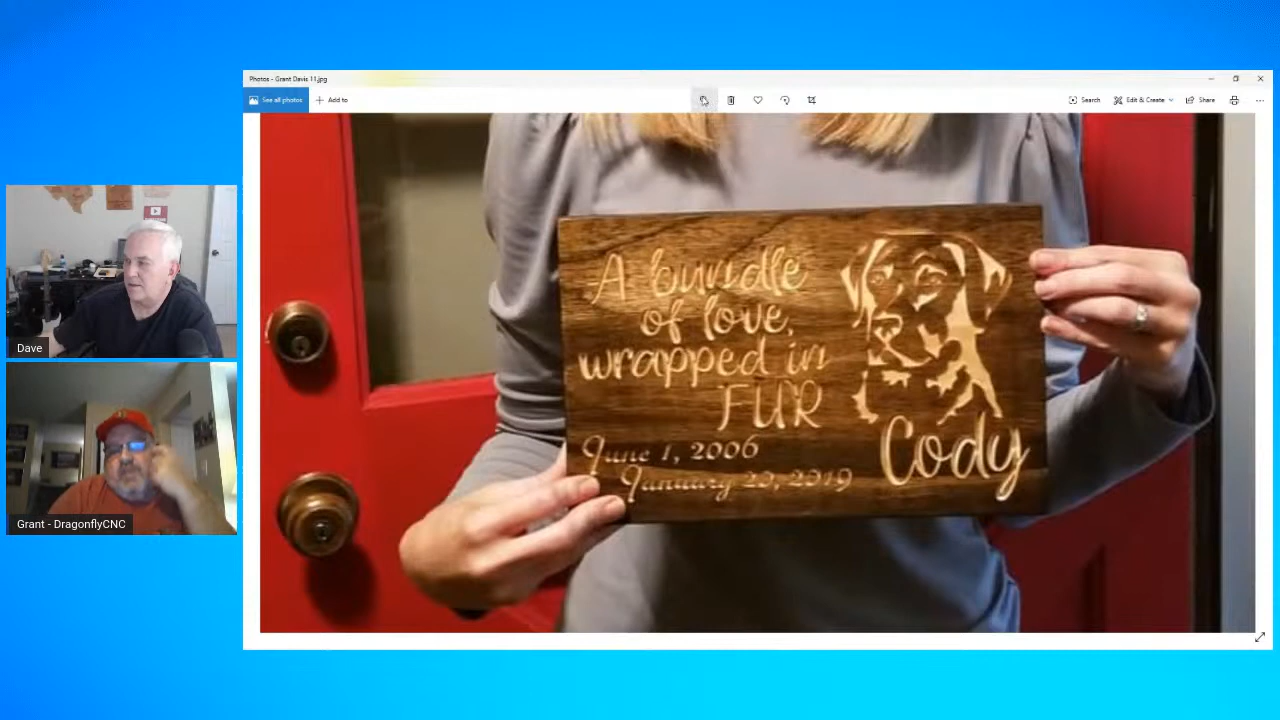 Photos - Grant Davis 11.jpg
See all photos
Add to
Search
Edit & Create
Share
A bundle
of love,
wrapped in
FUR
June 1, 2006
January 20, 2019
Cody
Dave
Grant - DragonflyCNC